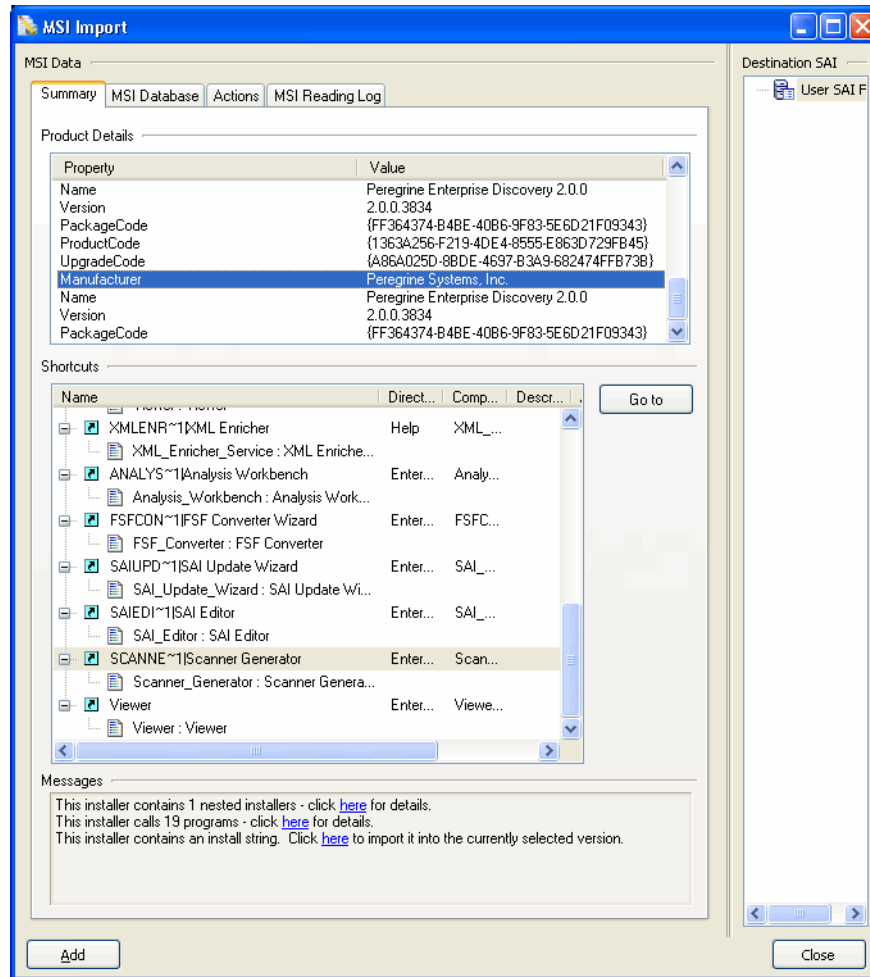 MSI Import
MSI Data
Destination SAI
Summary MSI Database Actions MSI Reading Log
User SAI F
Product Details
Property Value
Name Peregrine Enterprise Discovery 2.0.0
Version 2.0.0.3834
PackageCode {FF364374-B4BE-40B6-9F83-5E6D21F09343}
ProductCode {1363A256-F219-4DE4-8555-E863D729FB45}
UpgradeCode {A86A025D-8BDE-4697-B3A9-682474FFB73B}
Manufacturer Peregrine Systems, Inc.
Name Peregrine Enterprise Discovery 2.0.0
Version 2.0.0.3834
PackageCode {FF364374-B4BE-40B6-9F83-5E6D21F09343}
Shortcuts
Name Direct... Comp... Descr...
Go to
XMLENR~1|XML Enricher Help XML_...
XML_Enricher_Service : XML Enriche...
ANALYS~1|Analysis Workbench Enter... Analy...
Analysis_Workbench : Analysis Work...
FSFCON~1|FSF Converter Wizard Enter... FSFC...
FSF_Converter : FSF Converter
SAIUPD~1|SAI Update Wizard Enter... SAI_...
SAI_Update_Wizard : SAI Update Wi...
SAIEDI~1|SAI Editor Enter... SAI_...
SAI_Editor : SAI Editor
SCANNE~1|Scanner Generator Enter... Scan...
Scanner_Generator : Scanner Genera...
Viewer Enter... Viewe...
Viewer : Viewer
Messages
This installer contains 1 nested installers - click here for details.
This installer calls 19 programs - click here for details.
This installer contains an install string. Click here to import it into the currently selected version.
Add
Close